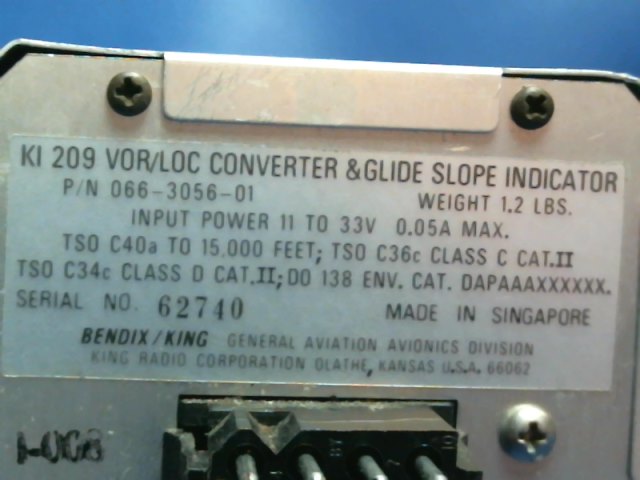 KI 209 VOR/LOC CONVERTER & GLIDE SLOPE INDICATOR
P/N 066-3056-01 WEIGHT 1.2 LBS.
INPUT POWER 11 TO 33V 0.05A MAX.
TSO C40a TO 15,000 FEET; TSO C36c CLASS C CAT.II
TSO C34c CLASS D CAT.II; DO 138 ENV. CAT. DAPAAAXXXXXX.
SERIAL NO. 62740 MADE IN SINGAPORE
BENDIX/KING GENERAL AVIATION AVIONICS DIVISION
KING RADIO CORPORATION OLATHE, KANSAS U.S.A. 66062